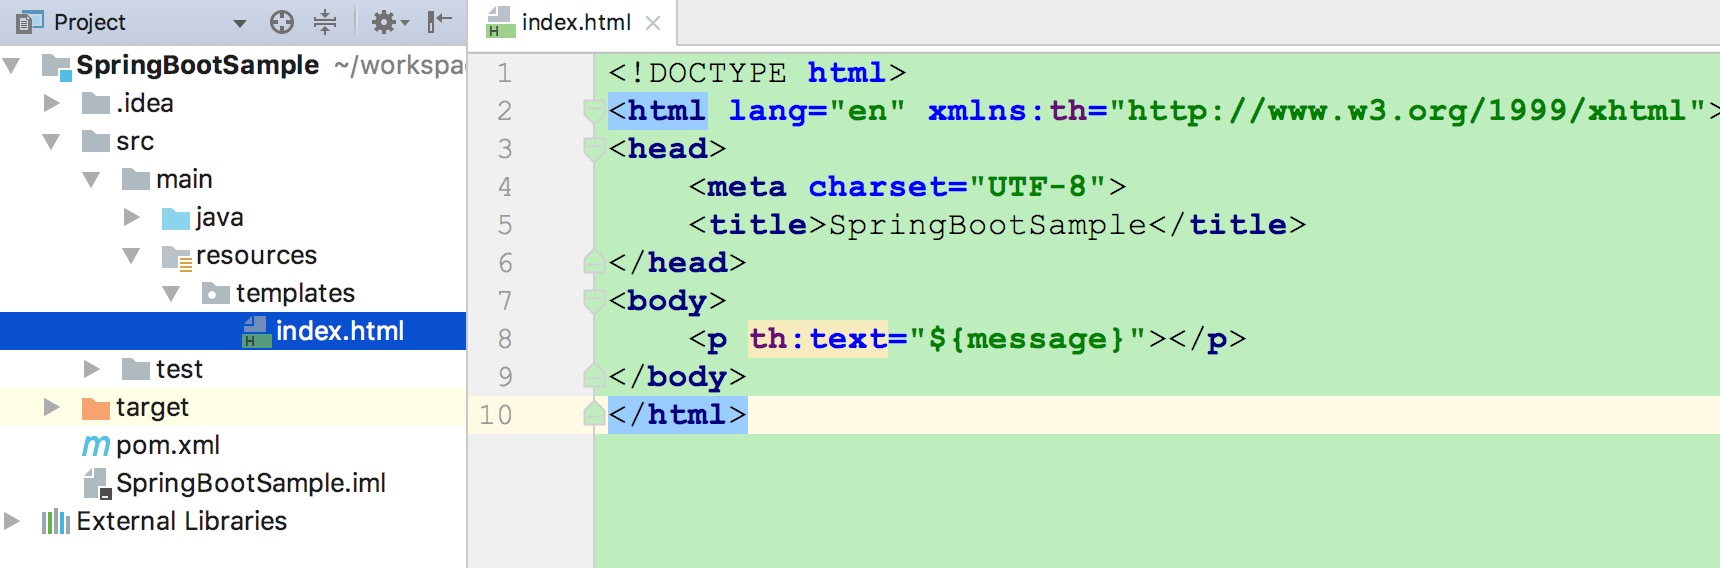 Project
SpringBootSample ~/workspa
.idea
src
main
java
resources
templates
index.html
test
target
pom.xml
SpringBootSample.iml
External Libraries
index.html
1 <!DOCTYPE html>
2 <html lang="en" xmlns:th="http://www.w3.org/1999/xhtml">
3 <head>
4 <meta charset="UTF-8">
5 <title>SpringBootSample</title>
6 </head>
7 <body>
8 <p th:text="${message}"></p>
9 </body>
10 </html>